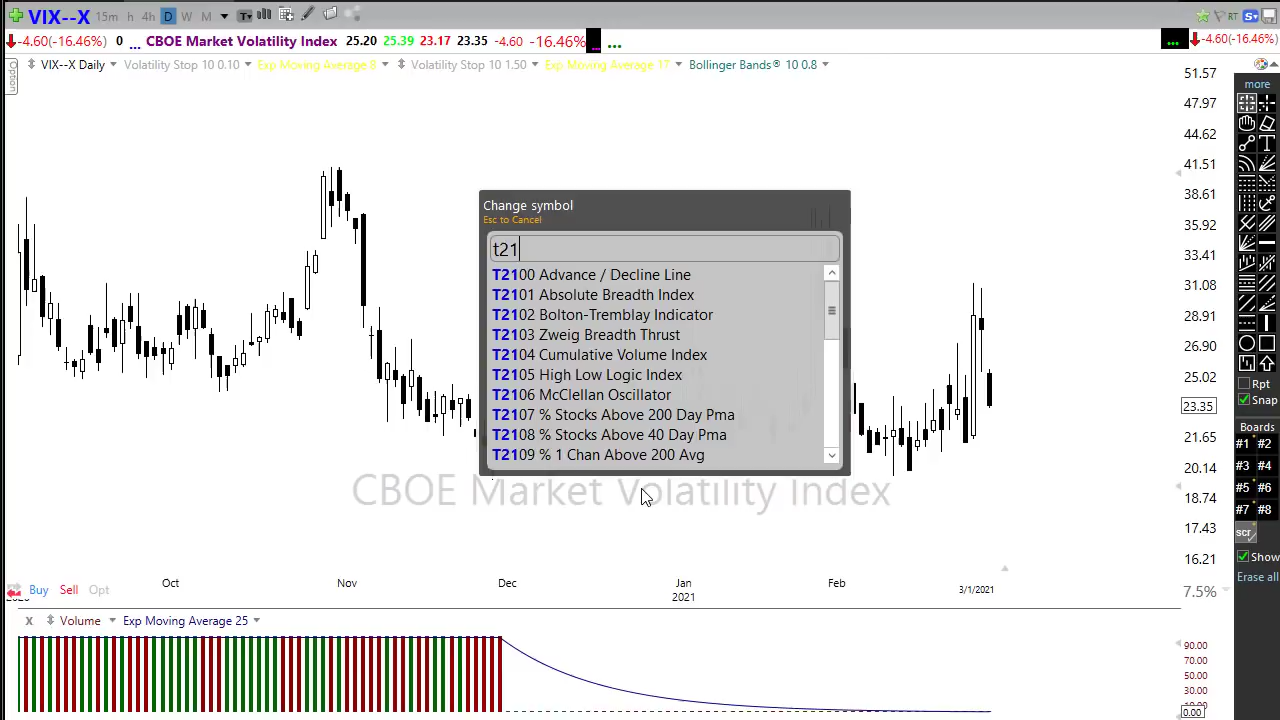 VIX--X 15m h 4h D W M T RT S
-4.60(-16.46%) 0 ... CBOE Market Volatility Index 25.20 25.39 23.17 23.35 -4.60 -16.46% ... ... ... -4.60(-16.46%)
Option
VIX--X Daily Volatility Stop 10 0.10 Exp Moving Average 8 Volatility Stop 10 1.50 Exp Moving Average 17 Bollinger Bands® 10 0.8
51.57
47.97
44.62
41.51
38.61
35.92
33.41
31.08
28.91
26.90
25.02
23.35
21.65
20.14
18.74
17.43
16.21
7.5%
more
T
Rpt
Snap
Boards
#1 #2
#3 #4
#5 #6
#7 #8
scr
Show
Erase all
Change symbol
Esc to Cancel
t21
T2100 Advance / Decline Line
T2101 Absolute Breadth Index
T2102 Bolton-Tremblay Indicator
T2103 Zweig Breadth Thrust
T2104 Cumulative Volume Index
T2105 High Low Logic Index
T2106 McClellan Oscillator
T2107 % Stocks Above 200 Day Pma
T2108 % Stocks Above 40 Day Pma
T2109 % 1 Chan Above 200 Avg
CBOE Market Volatility Index
Oct Nov Dec Jan Feb 3/1/2021
2021
Buy Sell Opt
X Volume Exp Moving Average 25
90.00
70.00
50.00
30.00
0.00